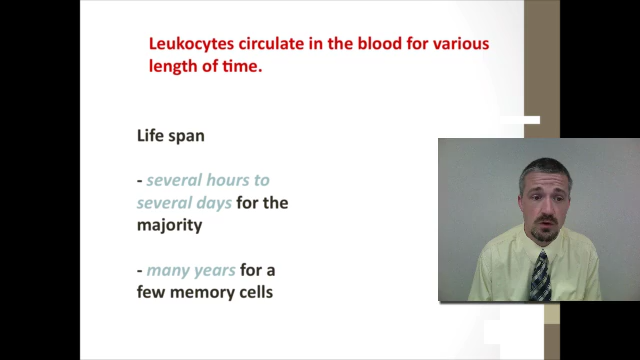 Leukocytes circulate in the blood for various
length of time.
Life span
- several hours to
several days for the
majority
- many years for a
few memory cells